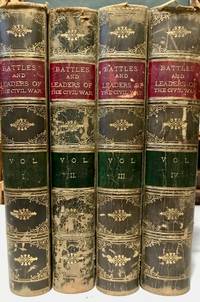 BATTLES
AND
LEADERS OF
THE CIVIL WAR.
VOL
I
BATTLES
AND
LEADERS OF
THE CIVIL WAR.
VOL
II
BATTLES
AND
LEADERS OF
THE CIVIL WAR.
VOL
III
BATTLES
AND
LEADERS OF
THE CIVIL WAR.
VOL
IV